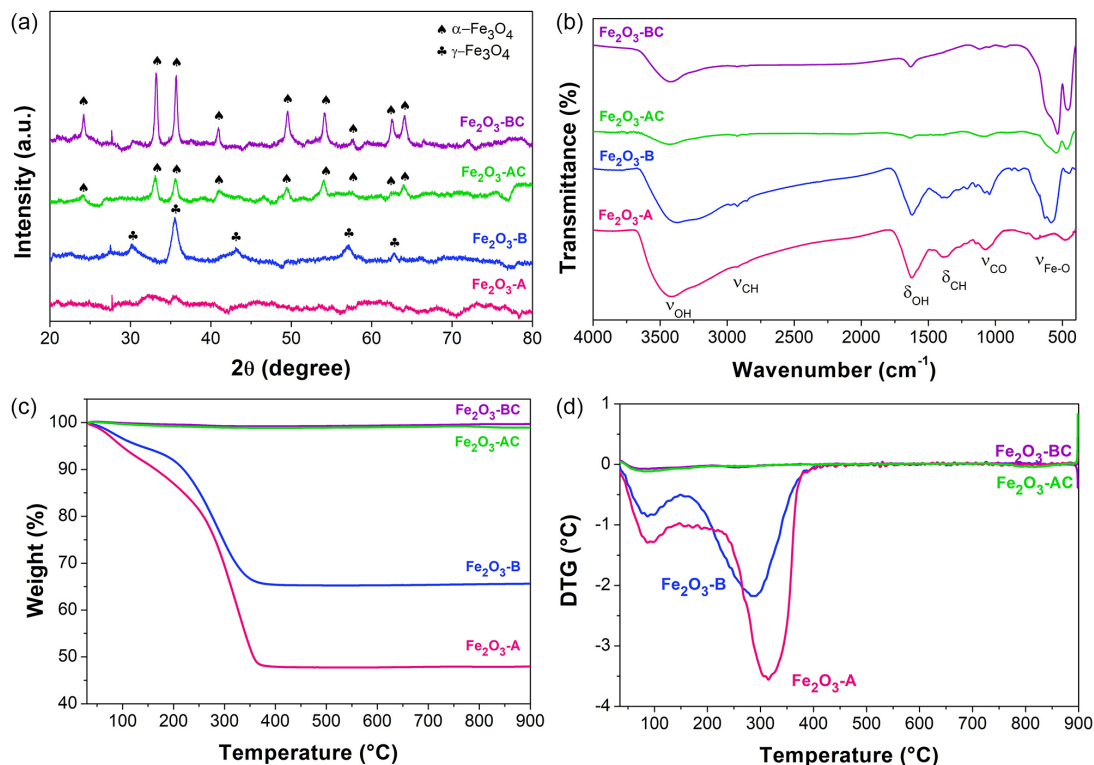 (a)
♠ α–Fe₃O₄
♣ γ–Fe₃O₄
Fe₂O₃-BC
Fe₂O₃-AC
Fe₂O₃-B
Fe₂O₃-A
Intensity (a.u.)
20 30 40 50 60 70 80
2θ (degree)
(b)
Fe₂O₃-BC
Fe₂O₃-AC
Fe₂O₃-B
Fe₂O₃-A
νOH
νCH
δOH
δCH
νCO
νFe-O
Transmittance (%)
4000 3500 3000 2500 2000 1500 1000 500
Wavenumber (cm⁻¹)
(c)
Fe₂O₃-BC
Fe₂O₃-AC
Fe₂O₃-B
Fe₂O₃-A
Weight (%)
100
90
80
70
60
50
40
100 200 300 400 500 600 700 800 900
Temperature (°C)
(d)
Fe₂O₃-BC
Fe₂O₃-AC
Fe₂O₃-B
Fe₂O₃-A
DTG (°C)
1
0
-1
-2
-3
-4
100 200 300 400 500 600 700 800 900
Temperature (°C)